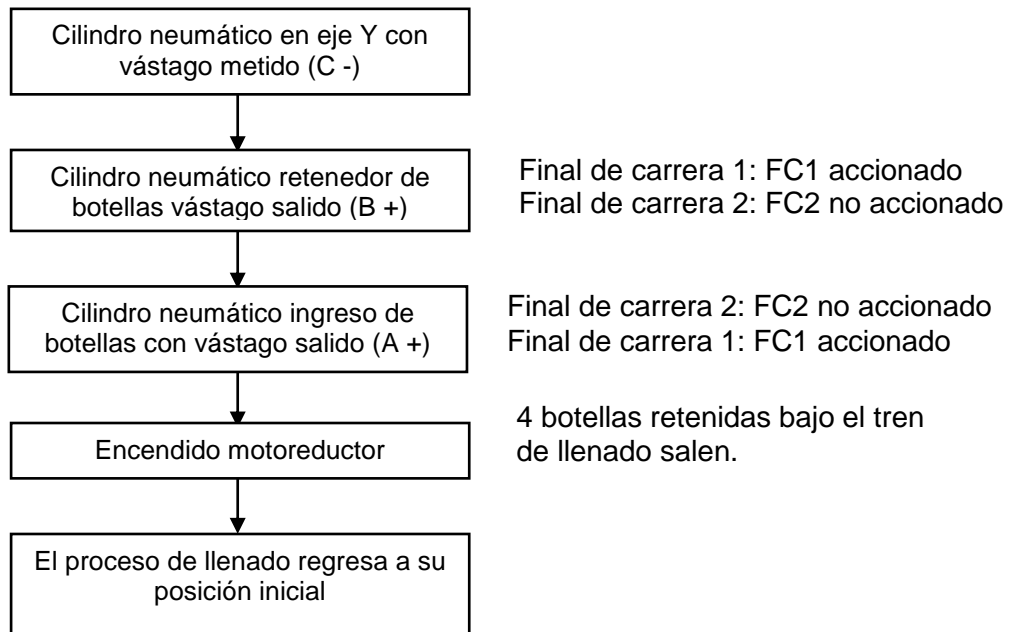 Cilindro neumático en eje Y con
vástago metido (C -)
Cilindro neumático retenedor de
botellas vástago salido (B +)
Final de carrera 1: FC1 accionado
Final de carrera 2: FC2 no accionado
Cilindro neumático ingreso de
botellas con vástago salido (A +)
Final de carrera 2: FC2 no accionado
Final de carrera 1: FC1 accionado
Encendido motoreductor
4 botellas retenidas bajo el tren
de llenado salen.
El proceso de llenado regresa a su
posición inicial